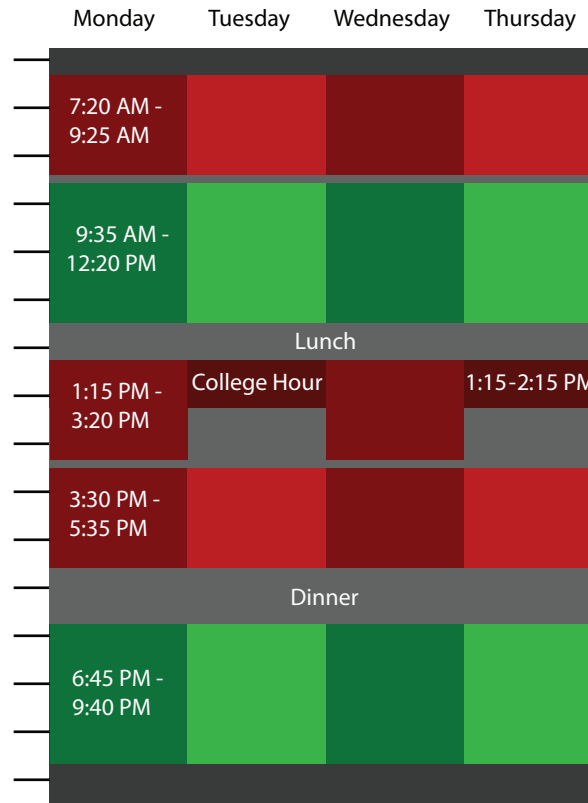 Monday Tuesday Wednesday Thursday
7:20 AM -
9:25 AM
9:35 AM -
12:20 PM
Lunch
1:15 PM -
3:20 PM
College Hour
1:15-2:15 PM
3:30 PM -
5:35 PM
Dinner
6:45 PM -
9:40 PM